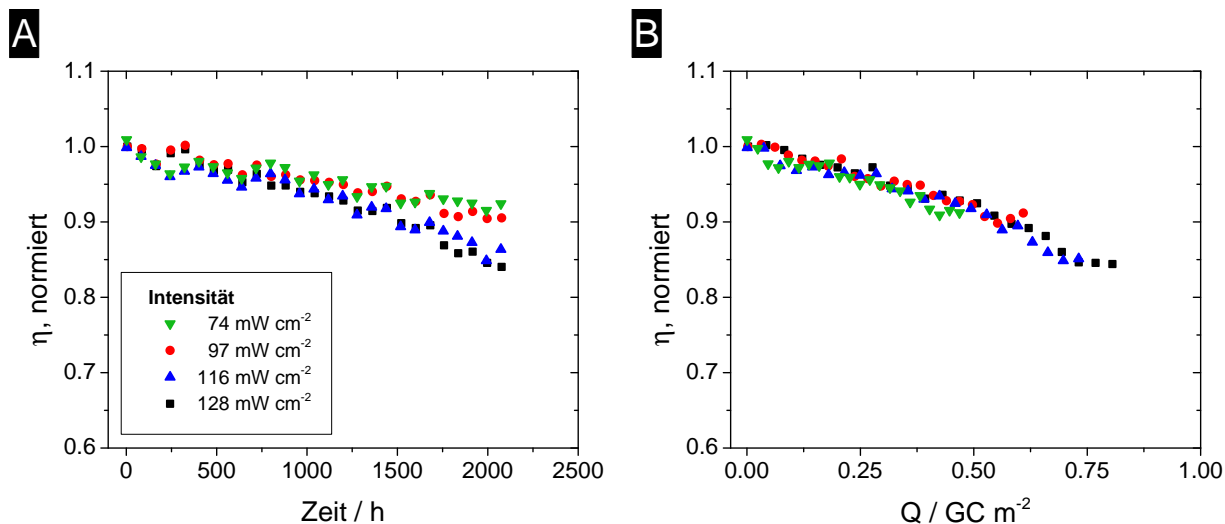 A
η, normiert
1.1
1.0
0.9
0.8
0.7
0.6
Intensität
74 mW cm⁻²
97 mW cm⁻²
116 mW cm⁻²
128 mW cm⁻²
0 500 1000 1500 2000 2500
Zeit / h
B
η, normiert
1.1
1.0
0.9
0.8
0.7
0.6
0.00 0.25 0.50 0.75 1.00
Q / GC m⁻²